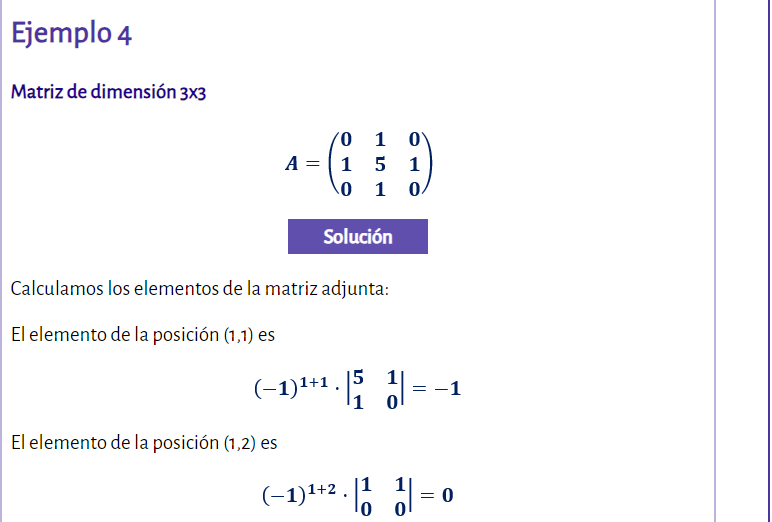 Ejemplo 4
Matriz de dimensión 3x3
A = (0 1 0
1 5 1
0 1 0)
Solución
Calculamos los elementos de la matriz adjunta:
El elemento de la posición (1,1) es
(−1)¹⁺¹ · |5 1
1 0| = −1
El elemento de la posición (1,2) es
(−1)¹⁺² · |1 1
0 0| = 0